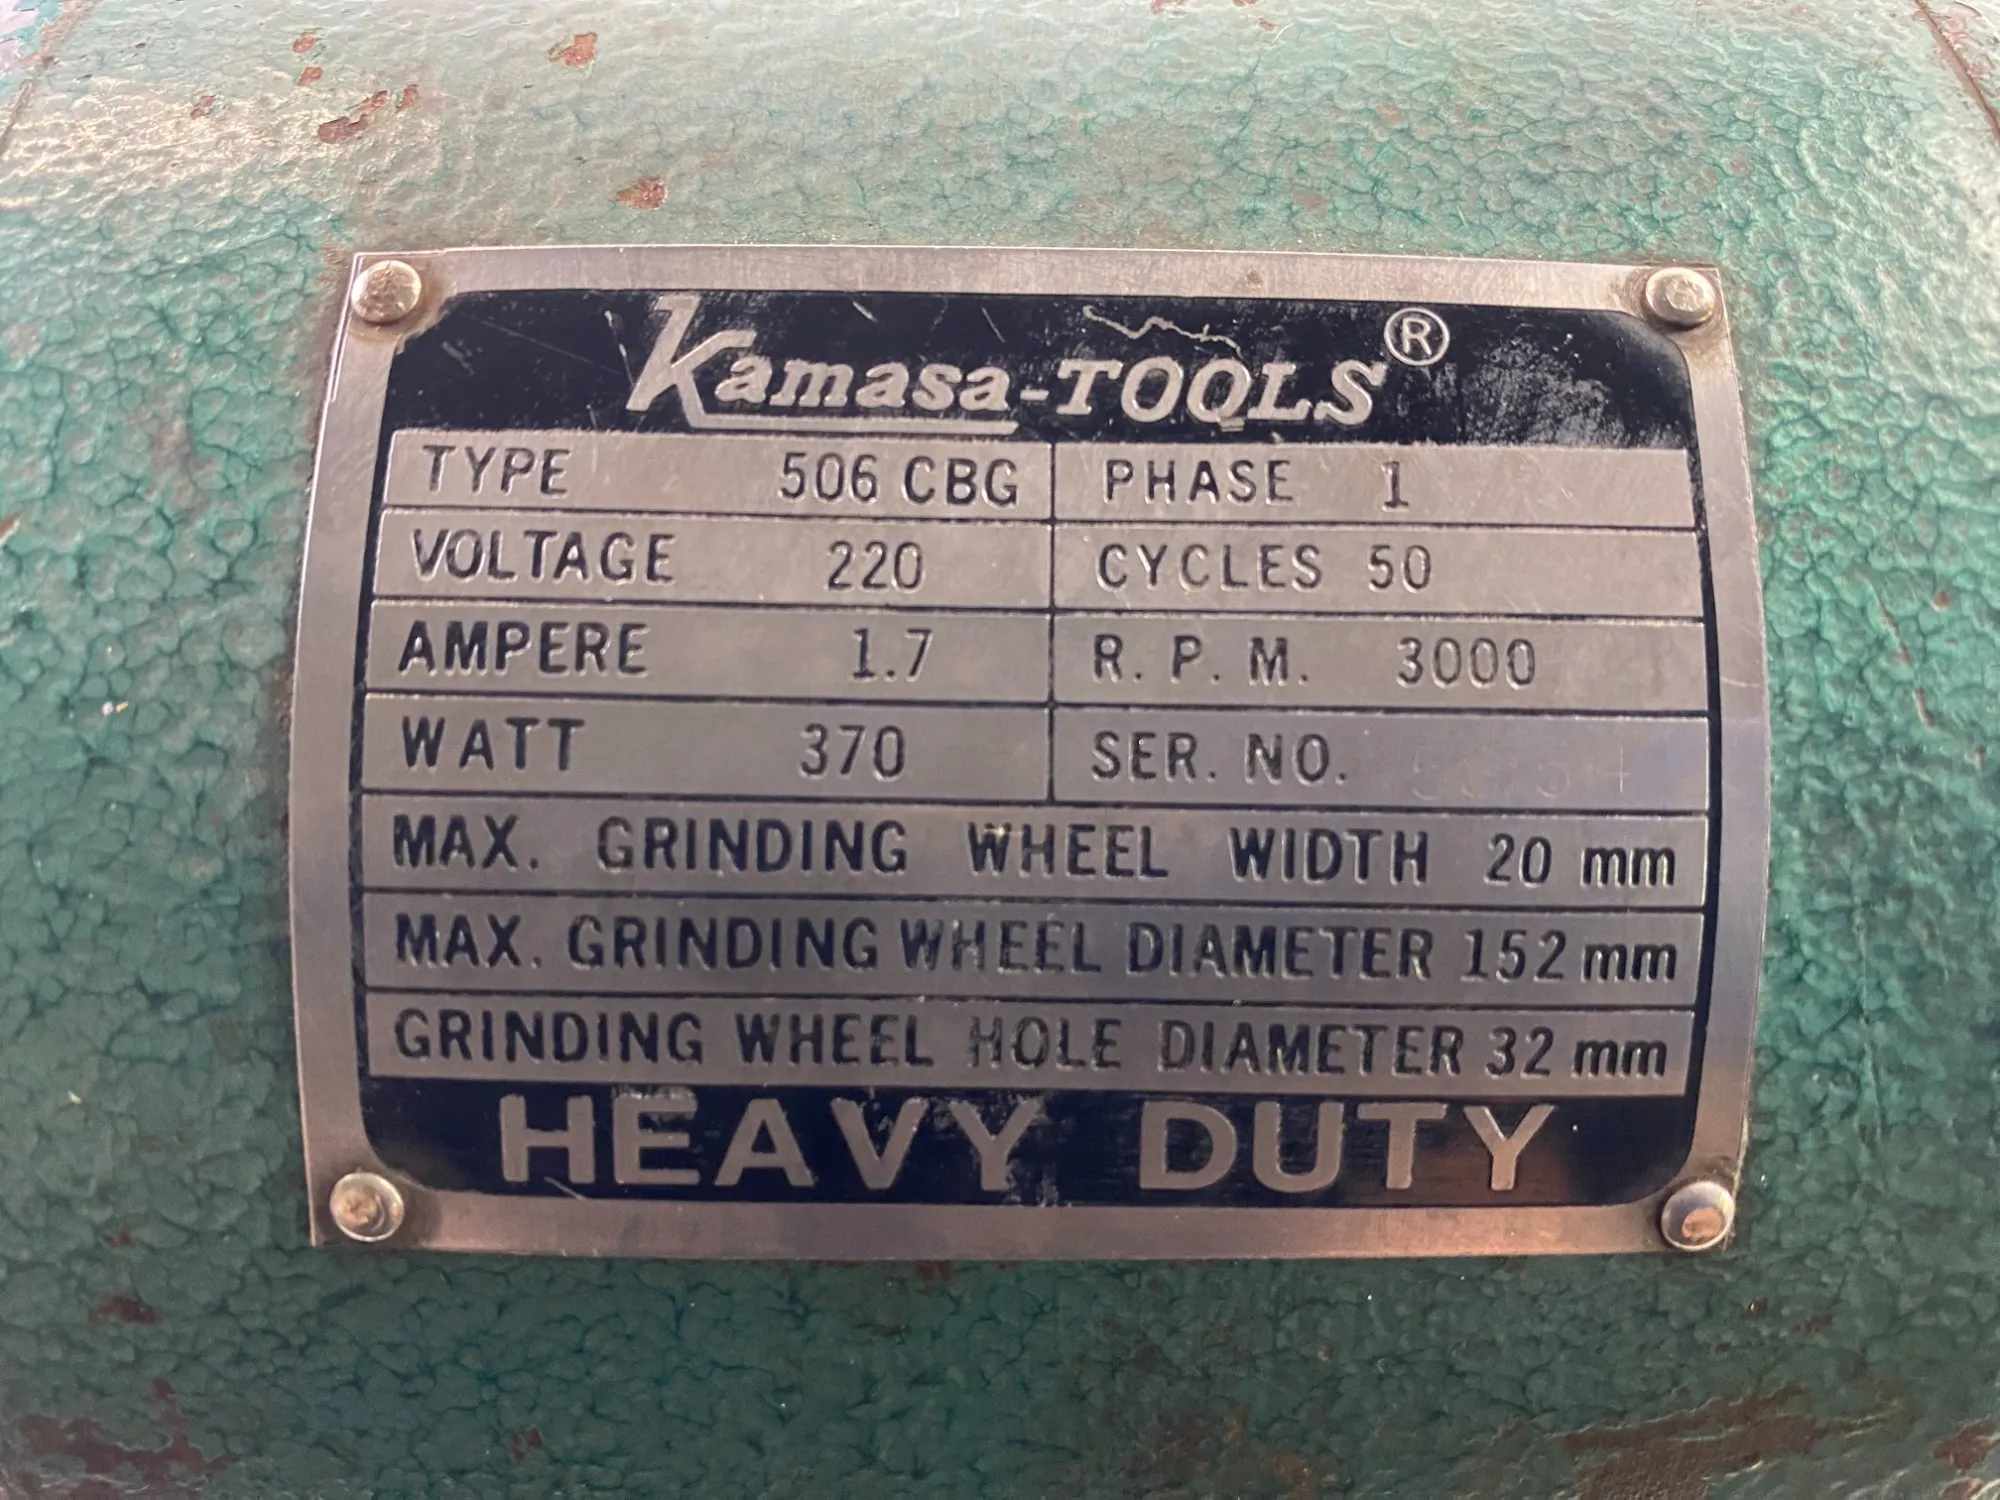 Kamasa-TOOLS®
TYPE 506 CBG PHASE 1
VOLTAGE 220 CYCLES 50
AMPERE 1.7 R.P.M. 3000
WATT 370 SER. NO.
MAX. GRINDING WHEEL WIDTH 20 mm
MAX. GRINDING WHEEL DIAMETER 152 mm
GRINDING WHEEL HOLE DIAMETER 32 mm
HEAVY DUTY